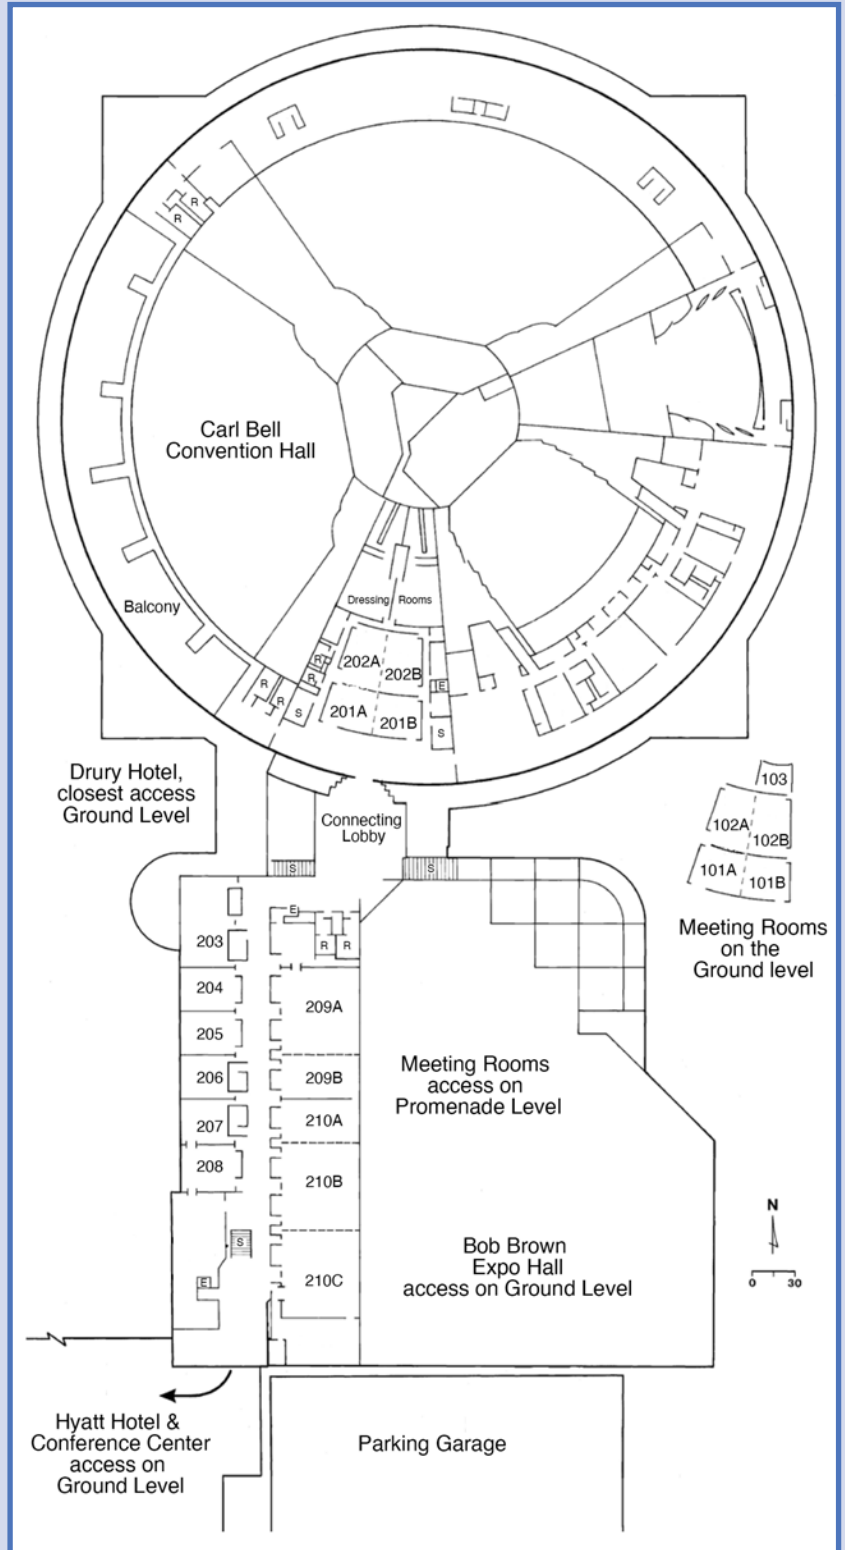 R
R
Carl Bell
Convention Hall
Balcony
Dressing Rooms
R
R
202A
202B
E
R
R
S
201A
201B
S
Drury Hotel,
closest access
Ground Level
Connecting
Lobby
103
102A
102B
101A
101B
Meeting Rooms
on the
Ground level
S
S
E
R
R
203
204
205
206
207
208
209A
209B
210A
210B
210C
Meeting Rooms
access on
Promenade Level
S
E
Bob Brown
Expo Hall
access on Ground Level
N
0 30
Hyatt Hotel &
Conference Center
access on
Ground Level
Parking Garage